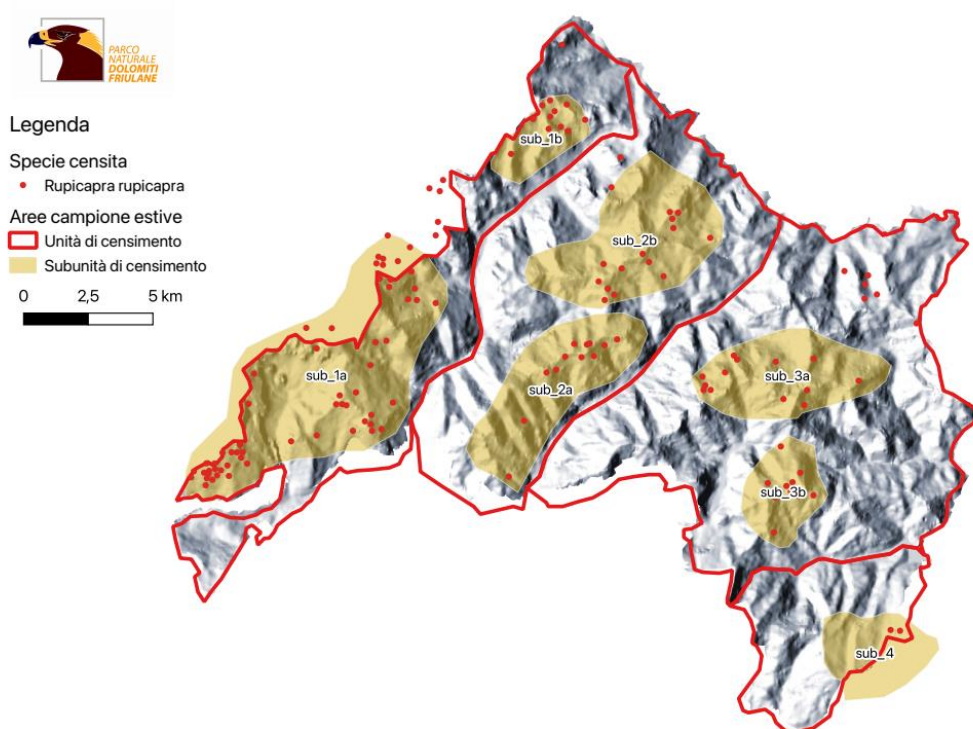 PARCO
NATURALE
DOLOMITI
FRIULANE
Legenda
Specie censita
Rupicapra rupicapra
Aree campione estive
Unità di censimento
Subunità di censimento
0 2,5 5 km
sub_1b
sub_2b
sub_1a
sub_2a
sub_3a
sub_3b
sub_4